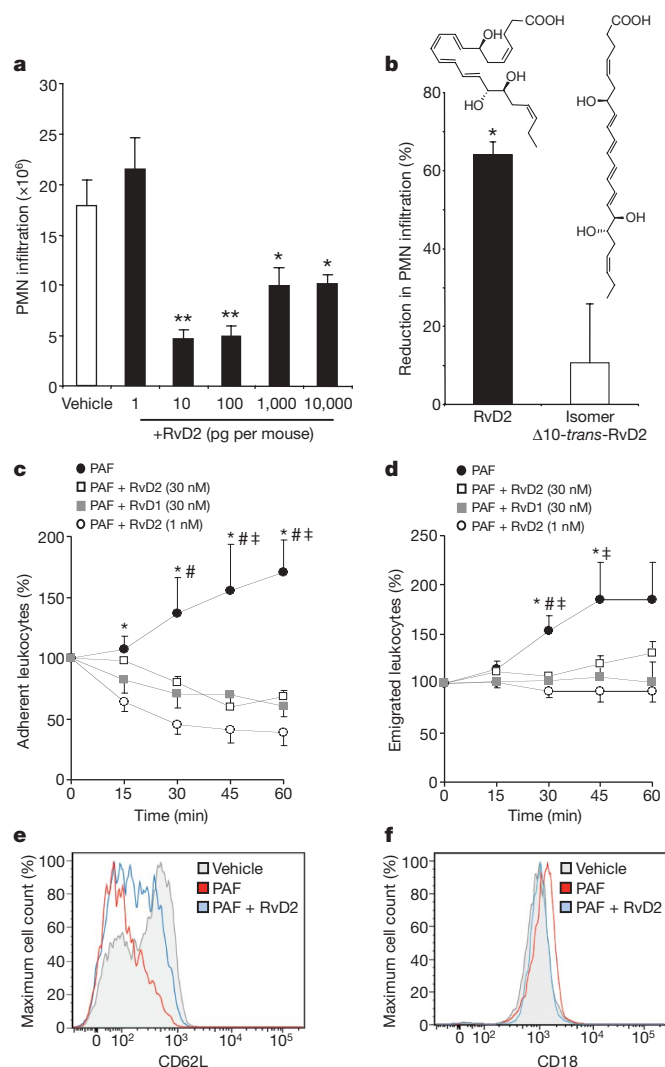 a
PMN infiltration (×10⁶)
30
25
20
15
10
5
0
** ** * *
Vehicle 1 10 100 1,000 10,000
+RvD2 (pg per mouse)
b
COOH
OH
HO
OH
COOH
HO
OH
HO
Reduction in PMN infiltration (%)
80
60
40
20
0
*
RvD2 Isomer
Δ10-trans-RvD2
c
PAF
PAF + RvD2 (30 nM)
PAF + RvD1 (30 nM)
PAF + RvD2 (1 nM)
Adherent leukocytes (%)
200
150
100
50
0
* * # * # ‡ * # ‡
0 15 30 45 60
Time (min)
d
PAF
PAF + RvD2 (30 nM)
PAF + RvD1 (30 nM)
PAF + RvD2 (1 nM)
Emigrated leukocytes (%)
250
200
150
100
50
0
* # ‡ * ‡
0 15 30 45 60
Time (min)
e
Maximum cell count (%)
100
80
60
40
20
0
Vehicle
PAF
PAF + RvD2
0 10² 10³ 10⁴ 10⁵
CD62L
f
Maximum cell count (%)
100
80
60
40
20
0
Vehicle
PAF
PAF + RvD2
0 10² 10³ 10⁴ 10⁵
CD18